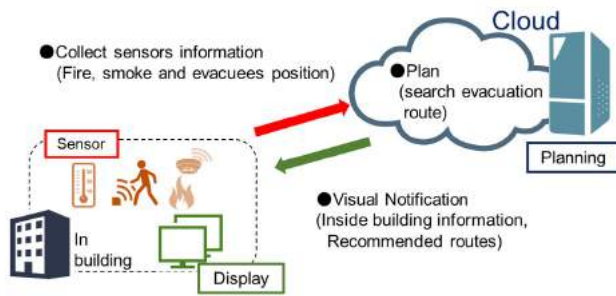 Cloud
●Collect sensors information
(Fire, smoke and evacuees position)
●Plan
(search evacuation
route)
Planning
Sensor
●Visual Notification
(Inside building information,
Recommended routes)
In
building
Display